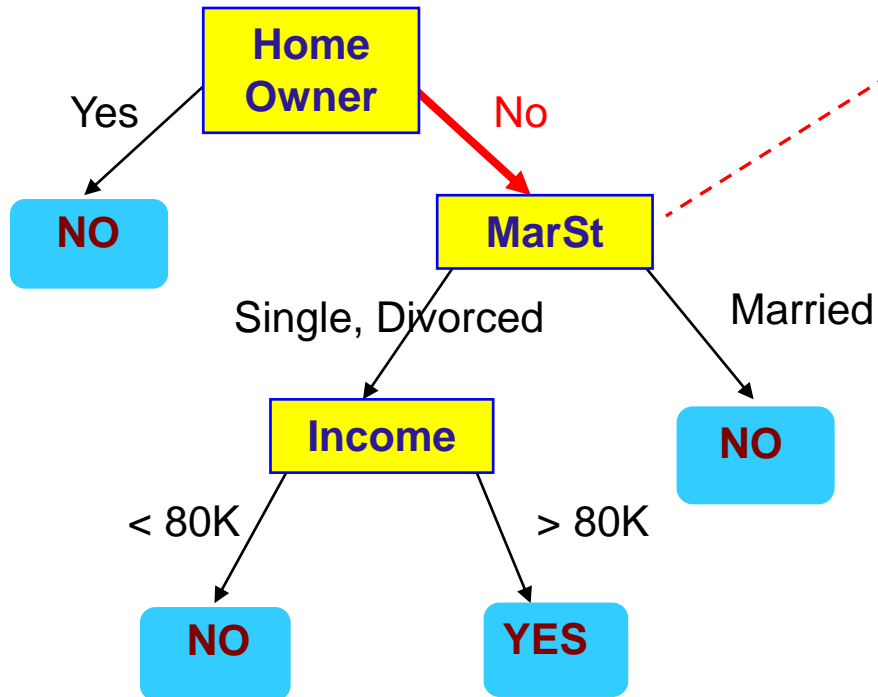 Home
Owner
Yes
No
NO
MarSt
Single, Divorced
Married
Income
NO
< 80K
> 80K
NO
YES